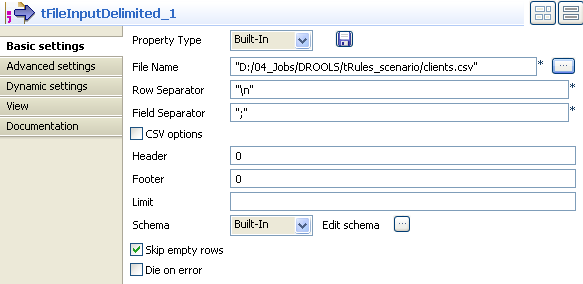 tFileInputDelimited_1
Basic settings
Advanced settings
Dynamic settings
View
Documentation
Property Type Built-In
File Name "D:/04_Jobs/DROOLS/tRules_scenario/clients.csv" * ...
Row Separator "\n" *
Field Separator ";" *
CSV options
Header 0
Footer 0
Limit
Schema Built-In Edit schema ...
Skip empty rows
Die on error